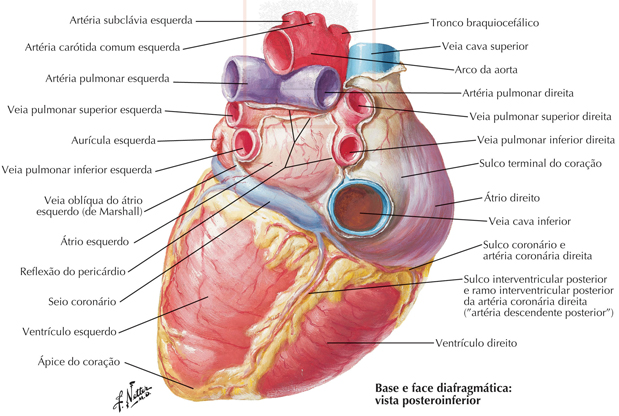 Artéria subclávia esquerda
Artéria carótida comum esquerda
Artéria pulmonar esquerda
Veia pulmonar superior esquerda
Aurícula esquerda
Veia pulmonar inferior esquerda
Veia oblíqua do átrio
esquerdo (de Marshall)
Átrio esquerdo
Reflexão do pericárdio
Seio coronário
Ventrículo esquerdo
Ápice do coração
Tronco braquiocefálico
Veia cava superior
Arco da aorta
Artéria pulmonar direita
Veia pulmonar superior direita
Veia pulmonar inferior direita
Sulco terminal do coração
Átrio direito
Veia cava inferior
Sulco coronário e
artéria coronária direita
Sulco interventricular posterior
e ramo interventricular posterior
da artéria coronária direita
("artéria descendente posterior")
Ventrículo direito
Base e face diafragmática:
vista posteroinferior
F. Netter
M.D.